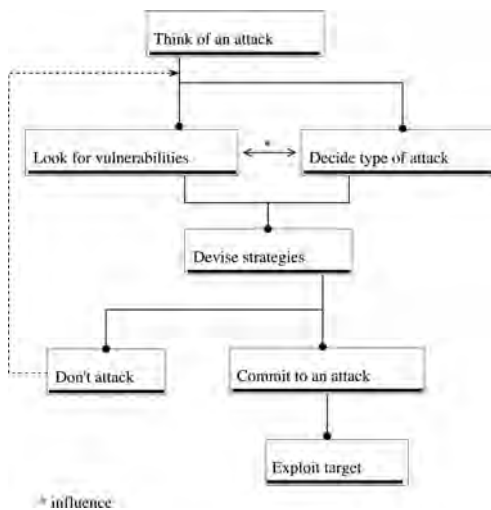 Think of an attack
Look for vulnerabilities
*
Decide type of attack
Devise strategies
Don't attack
Commit to an attack
Exploit target
* influence